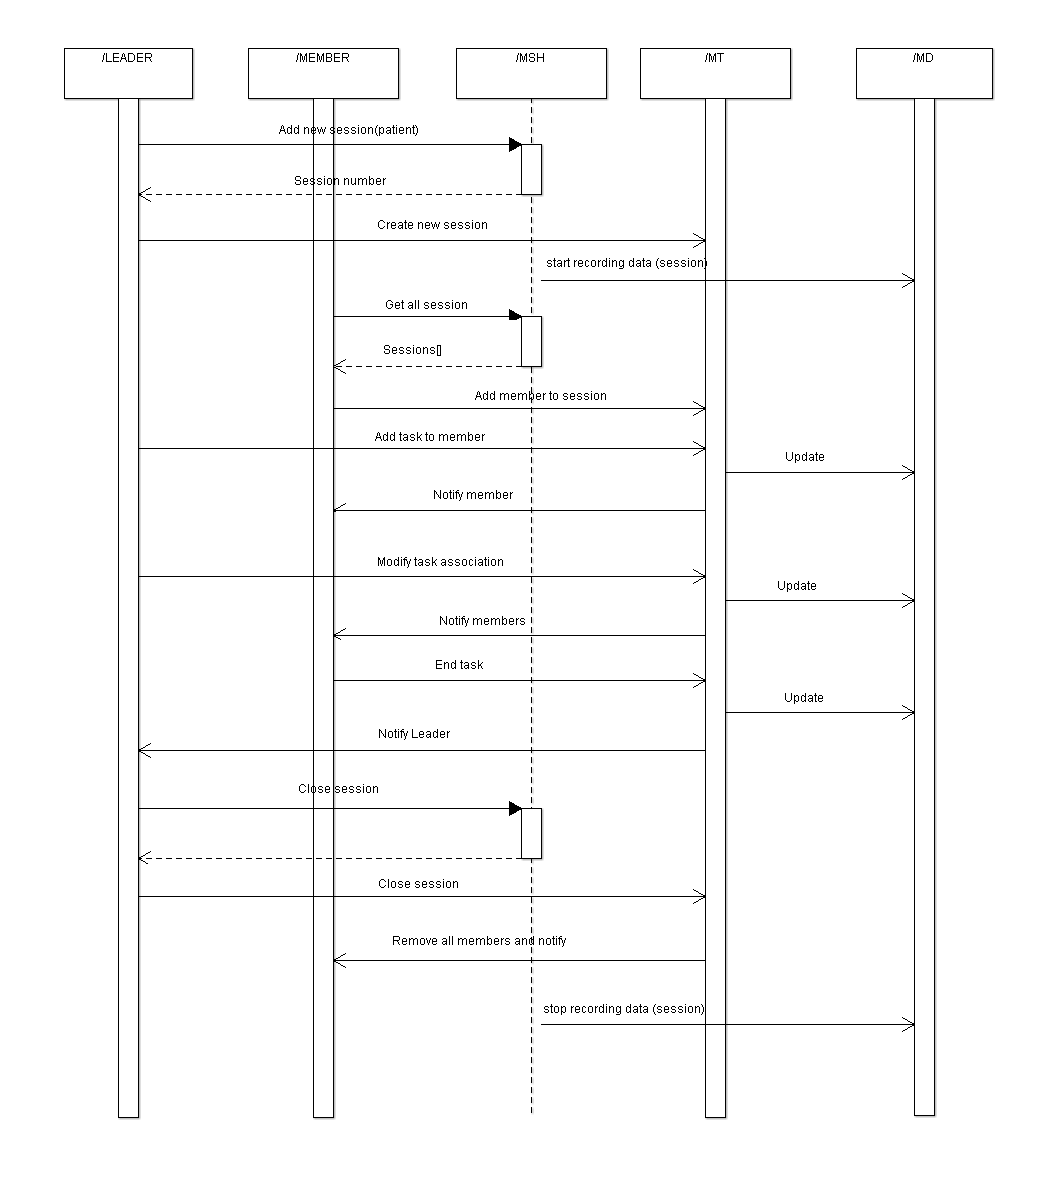 /LEADER
/MEMBER
/MSH
/MT
/MD
Add new session(patient)
Session number
Create new session
start recording data (session)
Get all session
Sessions[]
Add member to session
Add task to member
Update
Notify member
Modify task association
Update
Notify members
End task
Update
Notify Leader
Close session
Close session
Remove all members and notify
stop recording data (session)